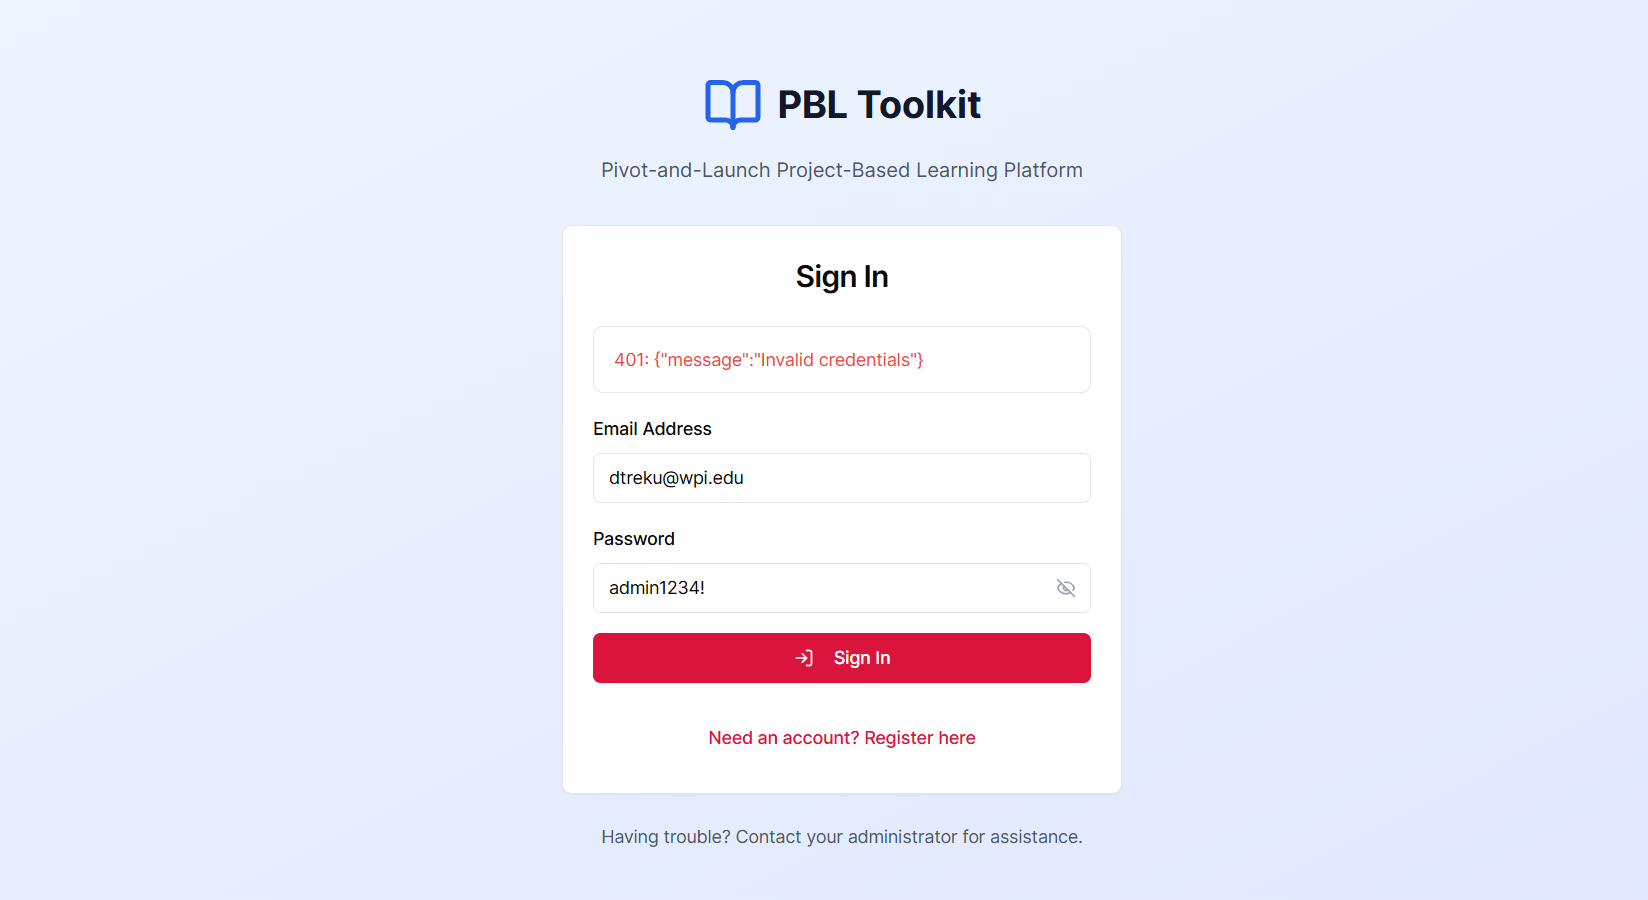 PBL Toolkit
Pivot-and-Launch Project-Based Learning Platform
Sign In
401: {"message":"Invalid credentials"}
Email Address
dtreku@wpi.edu
Password
admin1234!
Sign In
Need an account? Register here
Having trouble? Contact your administrator for assistance.